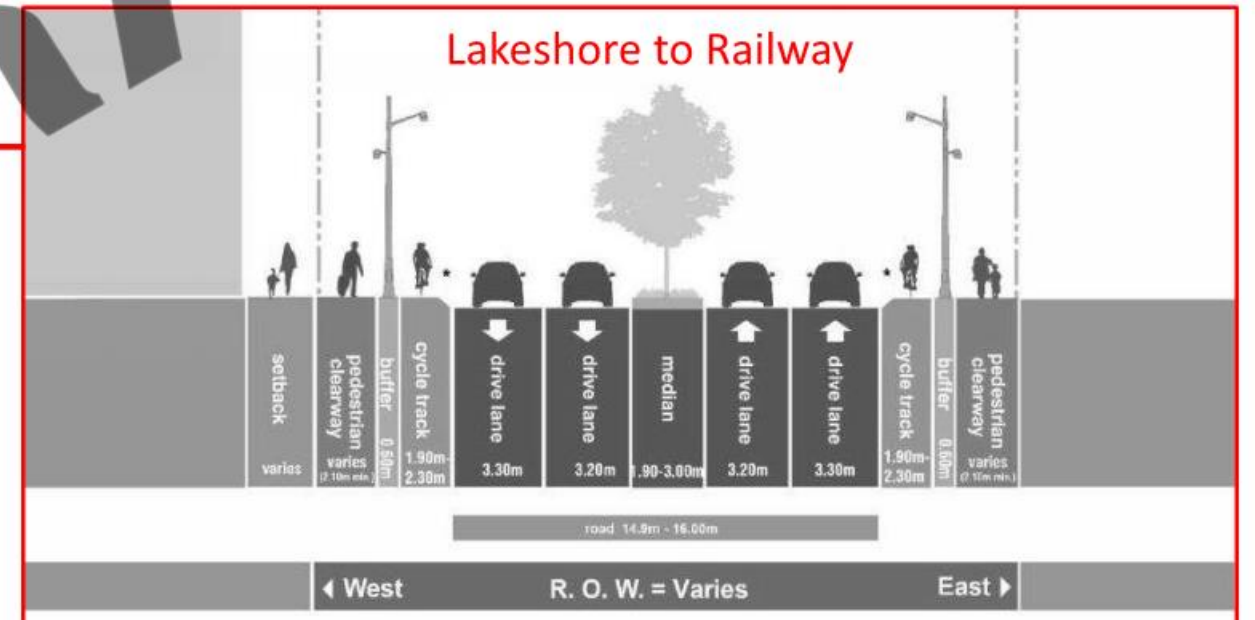 Lakeshore to Railway
setback
varies
pedestrian
clearway
varies
(2.10m min.)
buffer 0.60m
cycle track
1.90m-
2.30m
drive lane
3.30m
drive lane
3.20m
median
1.90-3.00m
drive lane
3.20m
drive lane
3.30m
cycle track
1.90m-
2.30m
buffer 0.60m
pedestrian
clearway
varies
(2.10m min.)
road 14.9m - 16.00m
West
R. O. W. = Varies
East